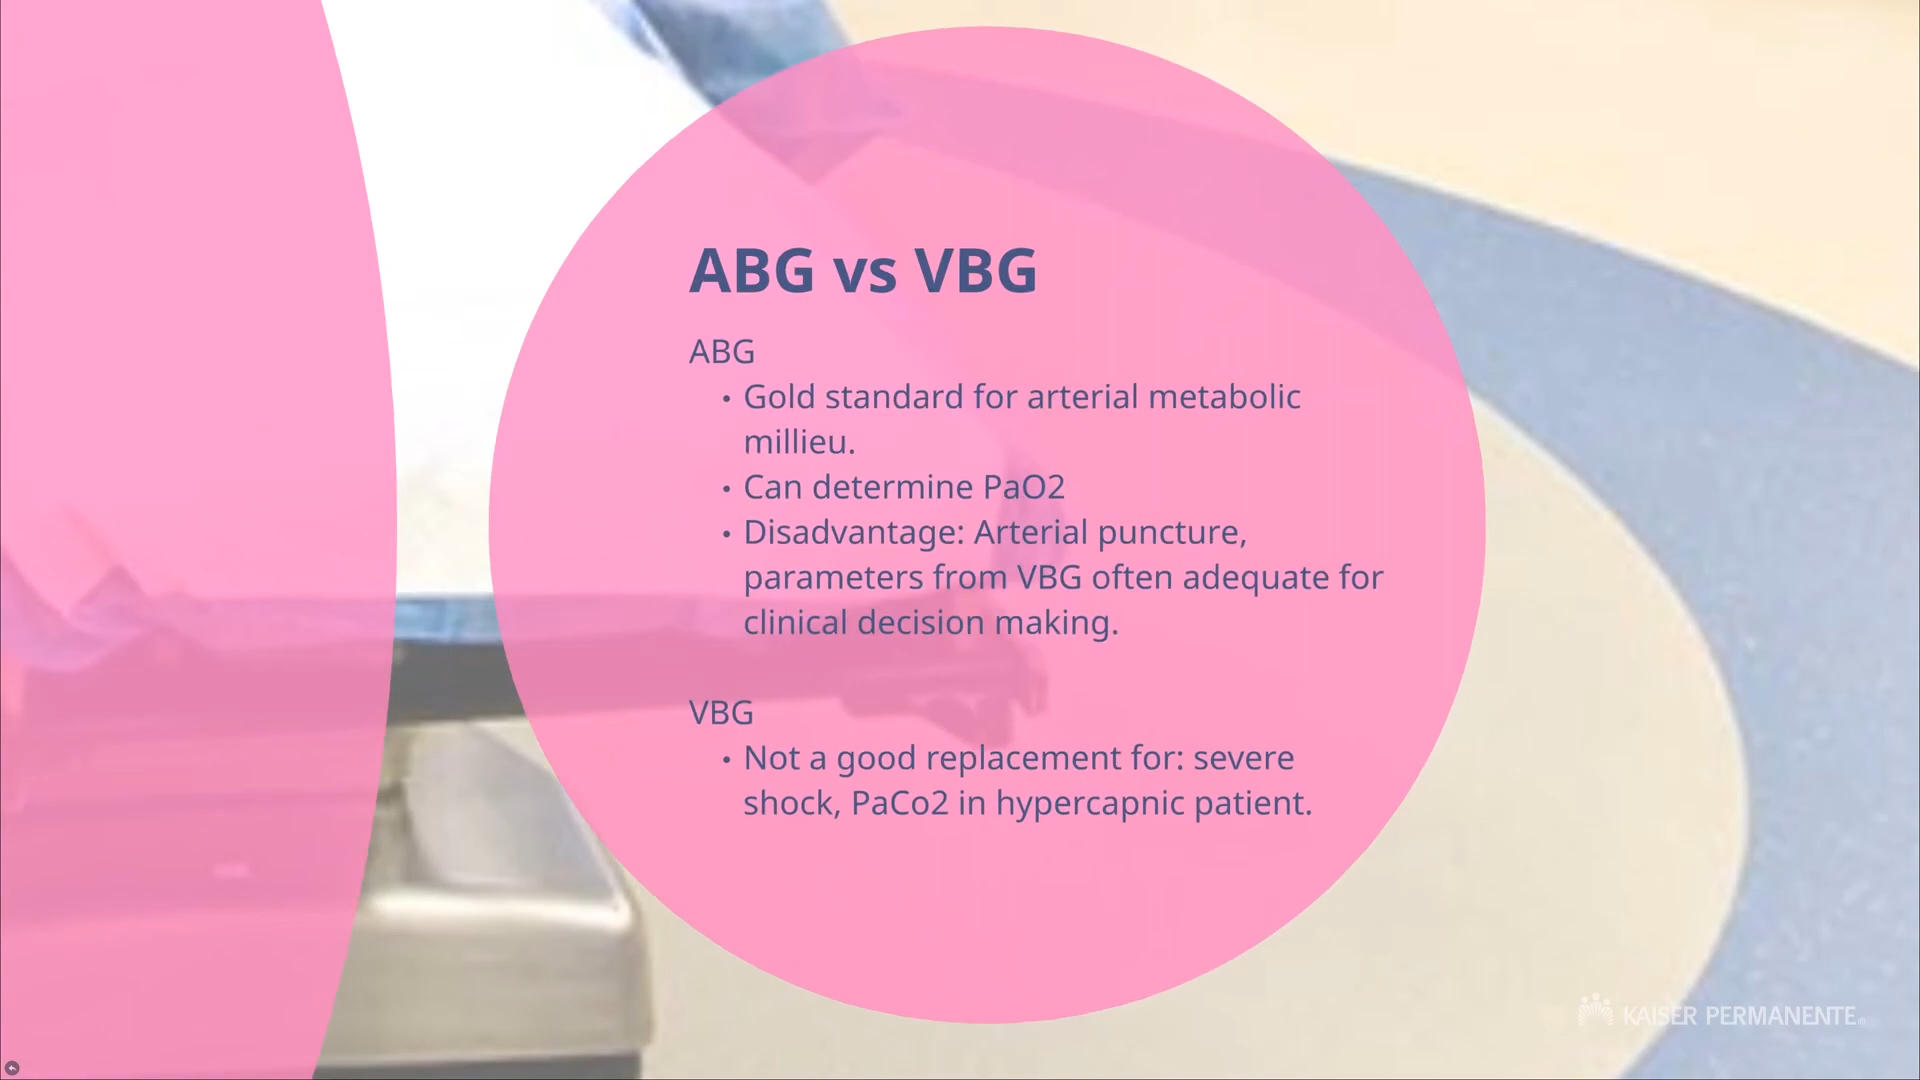 ABG vs VBG
ABG
• Gold standard for arterial metabolic
millieu.
• Can determine PaO2
• Disadvantage: Arterial puncture,
parameters from VBG often adequate for
clinical decision making.
VBG
• Not a good replacement for: severe
shock, PaCo2 in hypercapnic patient.
KAISER PERMANENTE®